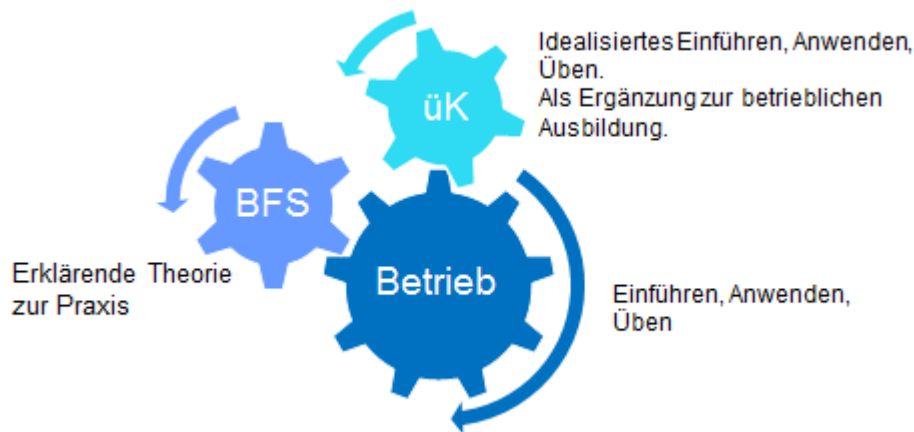 Idealisiertes Einführen, Anwenden,
Üben.
Als Ergänzung zur betrieblichen
Ausbildung.
üK
BFS
Erklärende Theorie
zur Praxis
Betrieb
Einführen, Anwenden,
Üben